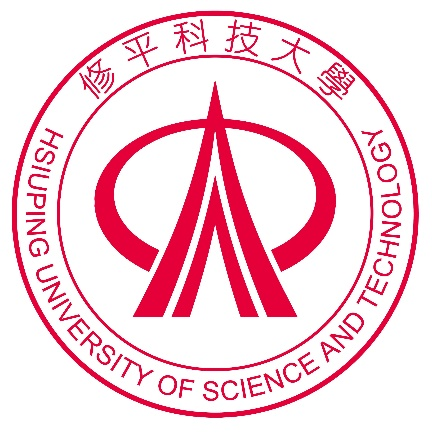 修平科技大學
HSIUPING UNIVERSITY OF SCIENCE AND TECHNOLOGY